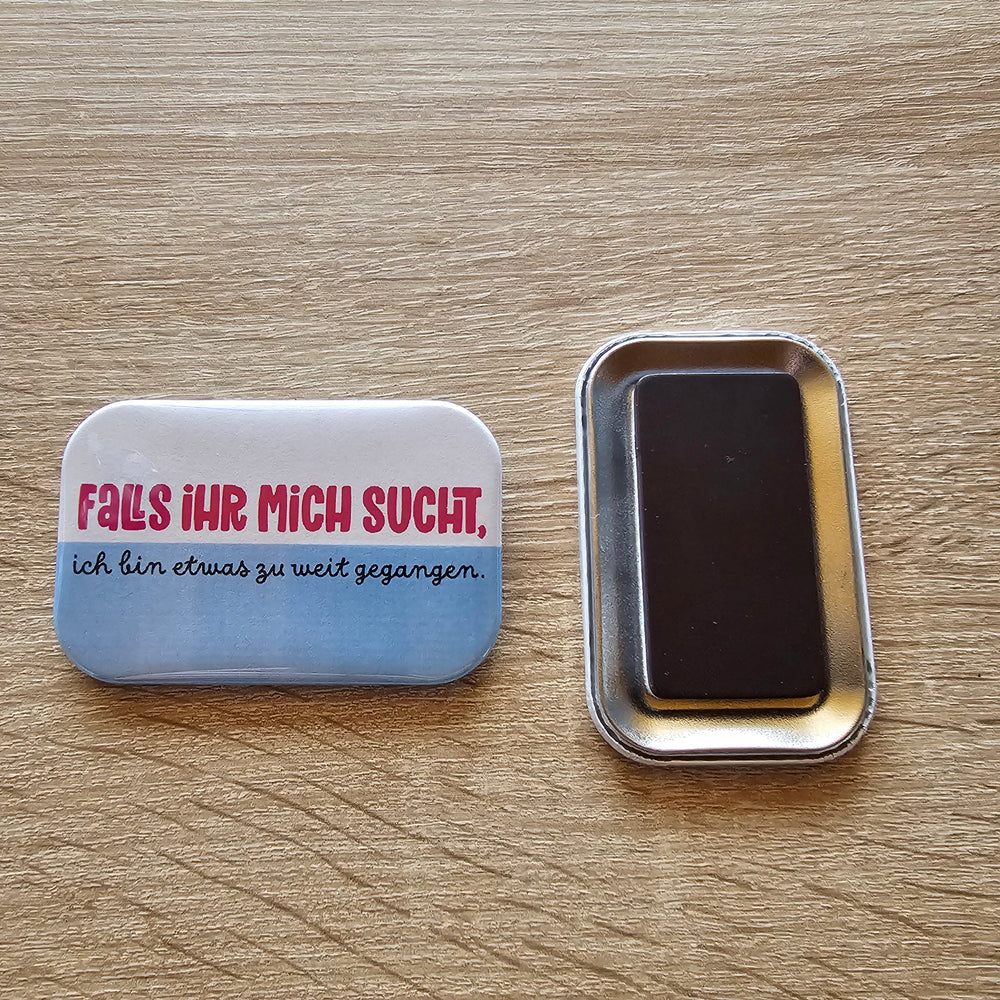 FALLS iHR MiCH SUCHT,
ich bin etwas zu weit gegangen.